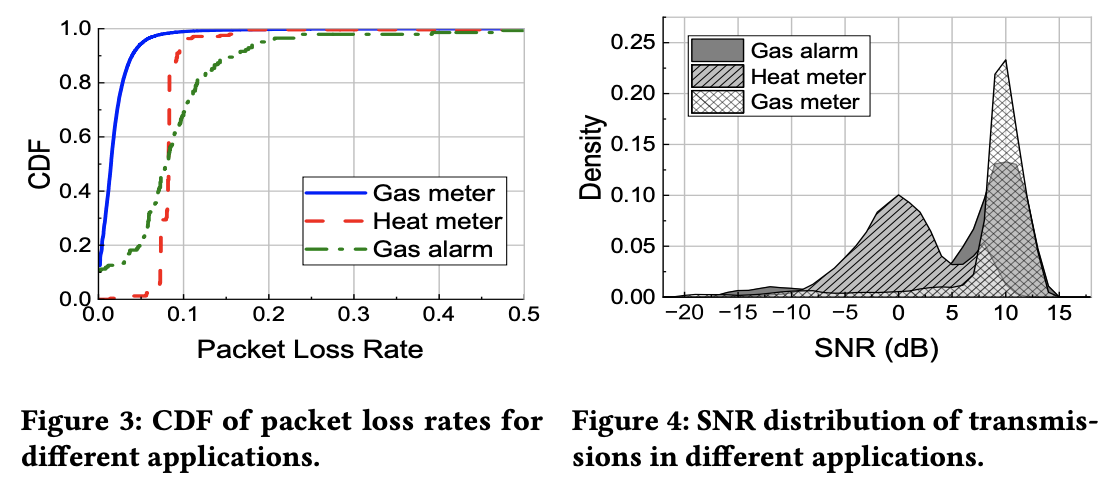 CDF
1.0
0.8
0.6
0.4
0.2
0.0
Gas meter
Heat meter
Gas alarm
0.0 0.1 0.2 0.3 0.4 0.5
Packet Loss Rate
Figure 3: CDF of packet loss rates for
different applications.
Density
0.25
0.20
0.15
0.10
0.05
0.00
Gas alarm
Heat meter
Gas meter
−20 −15 −10 −5 0 5 10 15
SNR (dB)
Figure 4: SNR distribution of transmis-
sions in different applications.